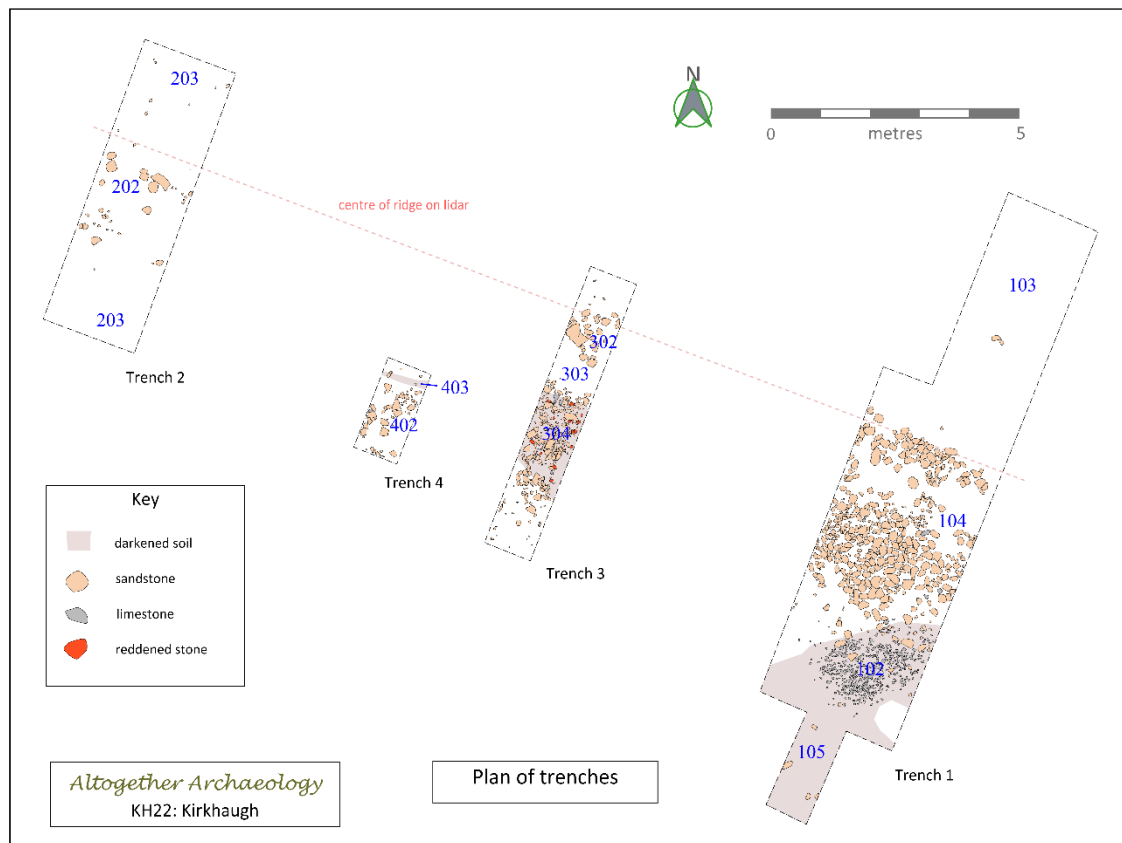 203
N
0
5
metres
202
centre of ridge on lidar
103
203
302
303
Trench 2
403
402
304
Trench 4
Trench 3
104
Key
darkened soil
sandstone
limestone
reddened stone
102
105
Trench 1
Altogether Archaeology
KH22: Kirkhaugh
Plan of trenches